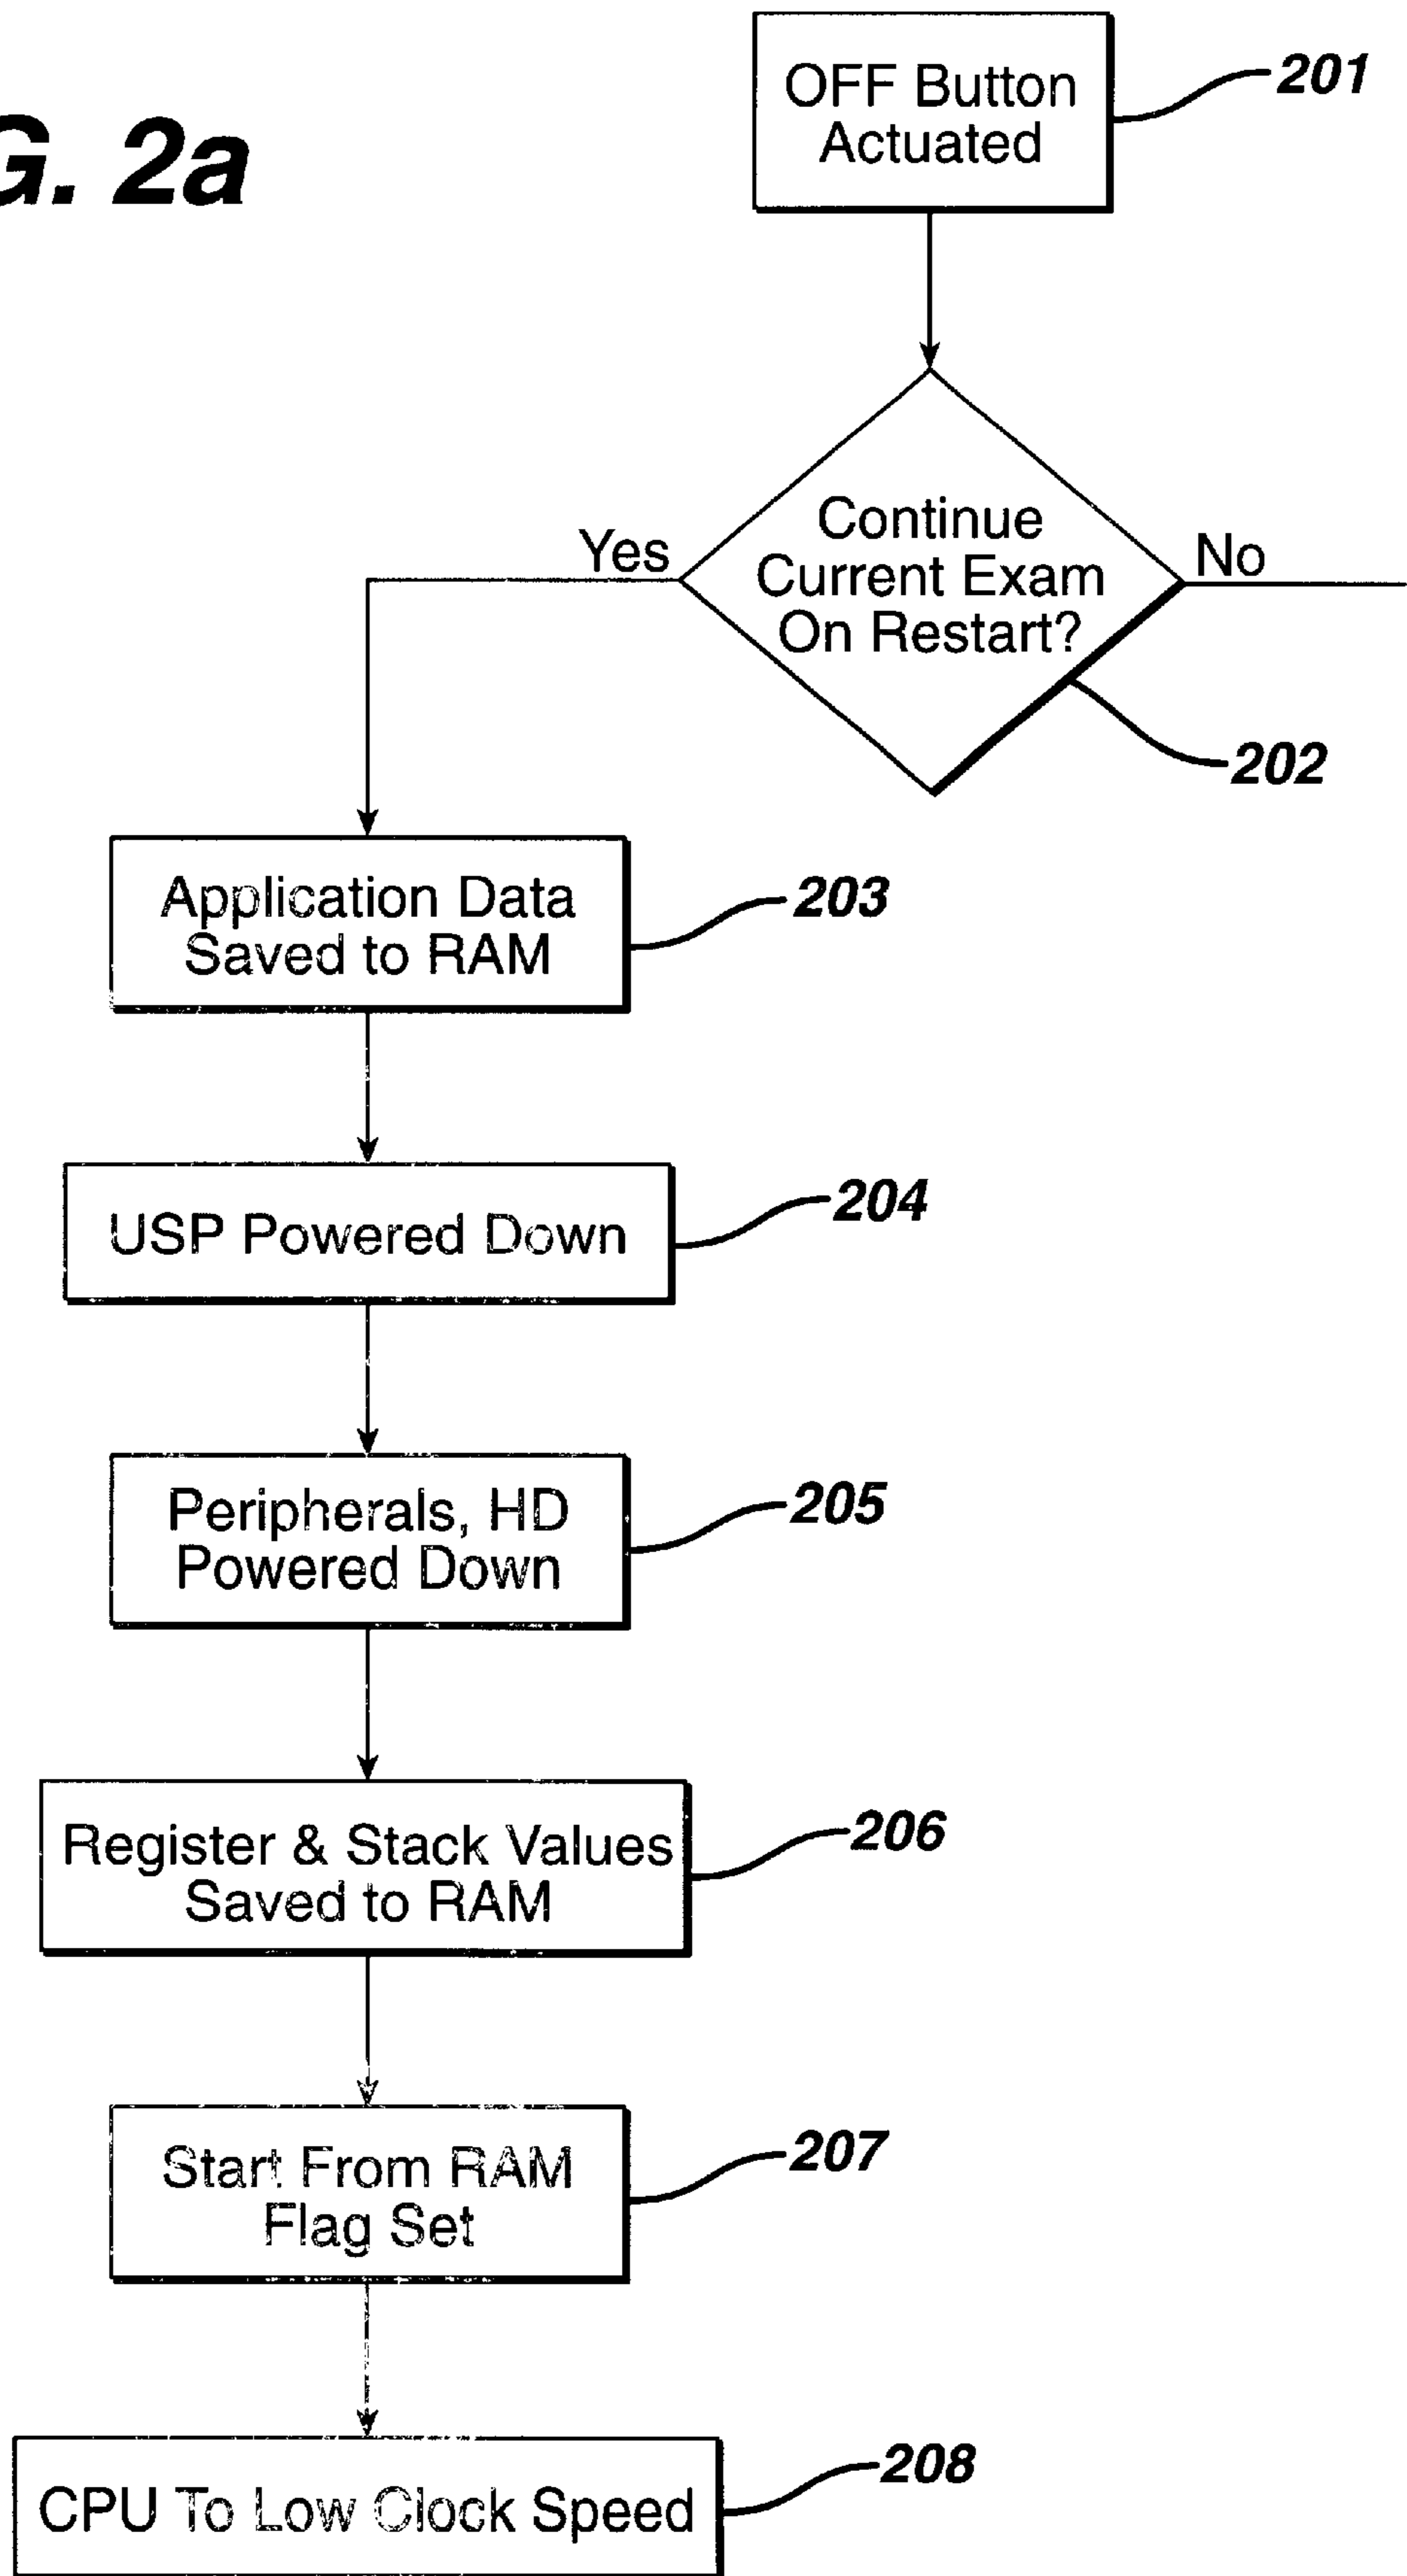 G. 2a
OFF Button
Actuated
201
Continue
Current Exam
On Restart?
Yes
No
202
Application Data
Saved to RAM
203
USP Powered Down
204
Peripherals, HD
Powered Down
205
Register & Stack Values
Saved to RAM
206
Start From RAM
Flag Set
207
CPU To Low Clock Speed
208